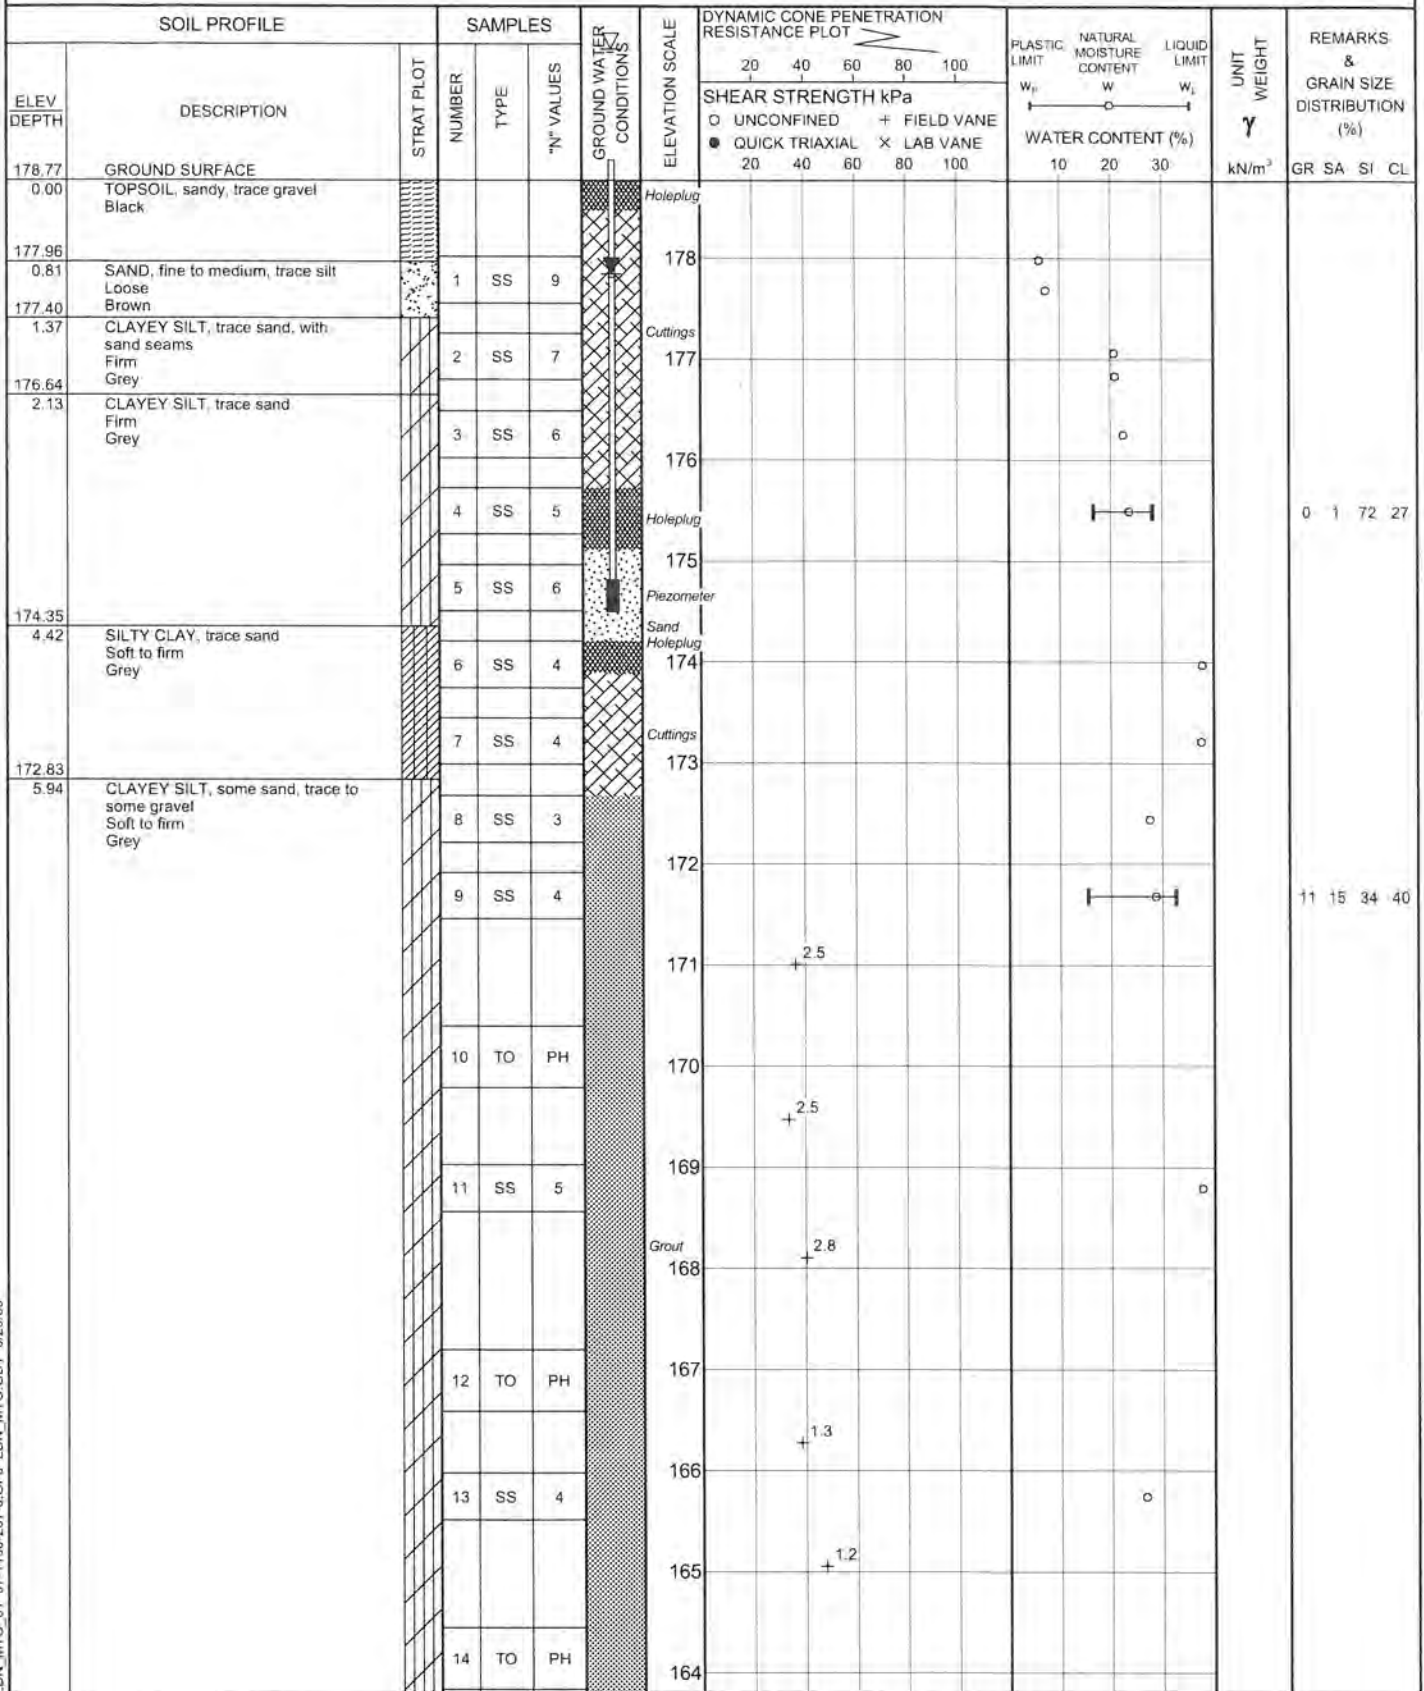 SOIL PROFILE
SAMPLES
GROUND WATER CONDITIONS
ELEVATION SCALE
DYNAMIC CONE PENETRATION
RESISTANCE PLOT
20 40 60 80 100
SHEAR STRENGTH kPa
O UNCONFINED + FIELD VANE
● QUICK TRIAXIAL × LAB VANE
20 40 60 80 100
PLASTIC LIMIT
NATURAL MOISTURE CONTENT
LIQUID LIMIT
W
WATER CONTENT (%)
10 20 30
UNIT WEIGHT
γ
kN/m³
REMARKS
&
GRAIN SIZE
DISTRIBUTION
(%)
GR SA SI CL
ELEV
DEPTH
DESCRIPTION
STRAT PLOT
NUMBER
TYPE
"N" VALUES
178.77 GROUND SURFACE
0.00 TOPSOIL, sandy, trace gravel
Black
Holeplug
177.96
178
0.81 SAND, fine to medium, trace silt
Loose
1 SS 9
177.40 Brown
1.37 CLAYEY SILT, trace sand, with
sand seams
Cuttings
Firm
2 SS 7
177
176.64 Grey
2.13 CLAYEY SILT, trace sand
Firm
Grey
3 SS 6
176
4 SS 5
Holeplug
0 1 72 27
175
5 SS 6
Piezometer
174.35
Sand
4.42 SILTY CLAY, trace sand
Holeplug
Soft to firm
Grey
6 SS 4
174
Cuttings
7 SS 4
173
172.83
5.94 CLAYEY SILT, some sand, trace to
some gravel
Soft to firm
Grey
8 SS 3
172
9 SS 4
11 15 34 40
2.5
171
10 TO PH
170
2.5
169
11 SS 5
Grout
2.8
168
167
12 TO PH
1.3
166
13 SS 4
1.2
165
14 TO PH
164